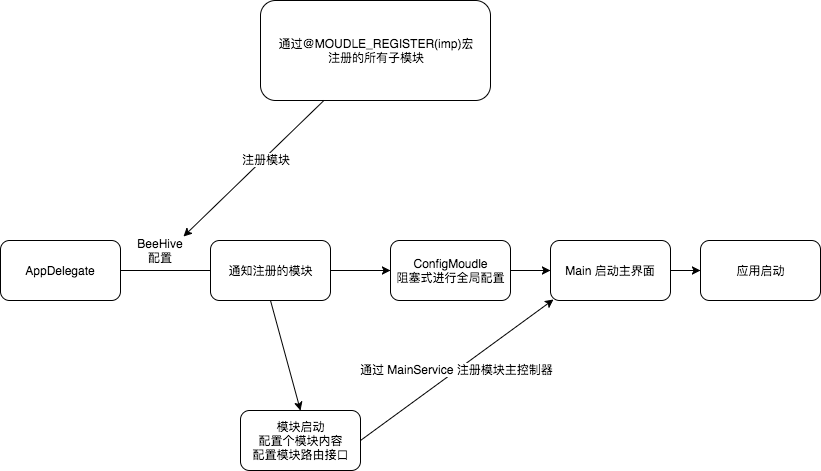 通过@MOUDLE_REGISTER(imp)宏
注册的所有子模块
注册模块
BeeHive
配置
AppDelegate
通知注册的模块
ConfigMoudle
阻塞式进行全局配置
Main 启动主界面
应用启动
通过 MainService 注册模块主控制器
模块启动
配置个模块内容
配置模块路由接口